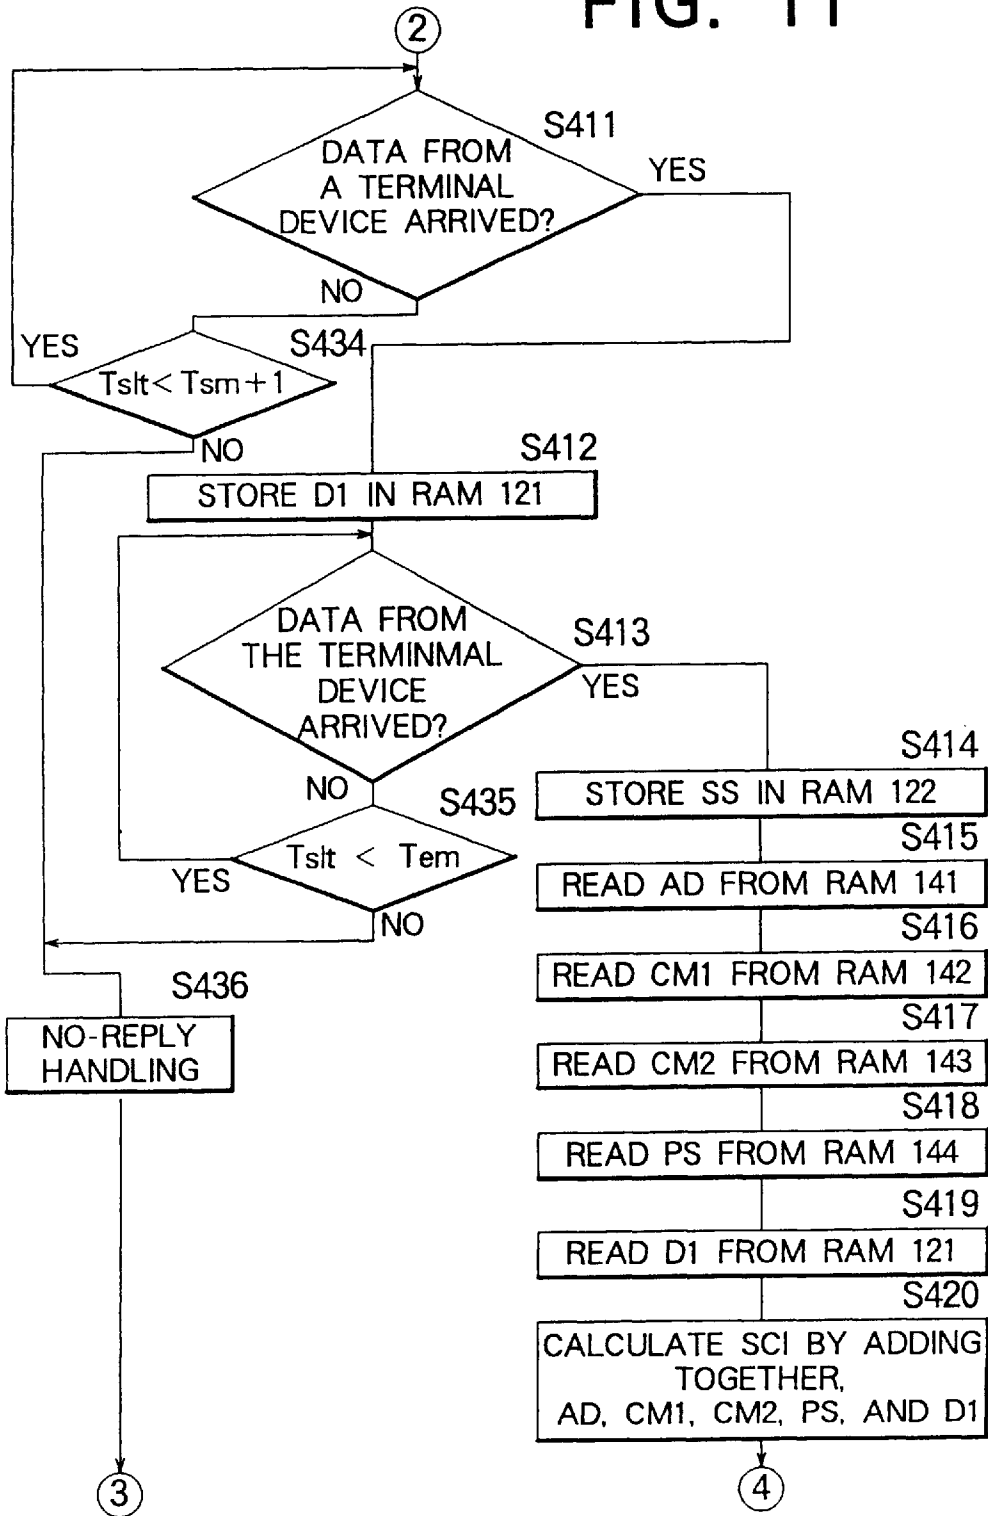 FIG. 11
2
S411
DATA FROM
A TERMINAL
DEVICE ARRIVED?
YES
NO
YES
S434
Tslt < Tsm+1
NO
S412
STORE D1 IN RAM 121
DATA FROM
THE TERMINMAL
DEVICE
ARRIVED?
S413
YES
NO
S435
Tslt < Tem
YES
NO
S414
STORE SS IN RAM 122
S415
READ AD FROM RAM 141
S416
READ CM1 FROM RAM 142
S417
READ CM2 FROM RAM 143
S418
READ PS FROM RAM 144
S419
READ D1 FROM RAM 121
S420
CALCULATE SCI BY ADDING
TOGETHER,
AD, CM1, CM2, PS, AND D1
S436
NO-REPLY
HANDLING
3
4